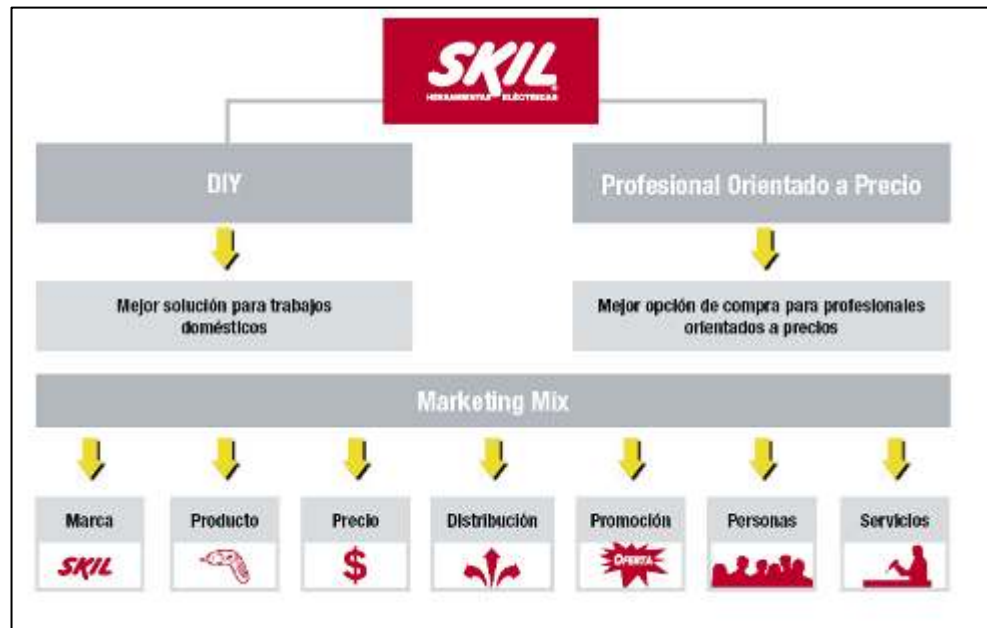 SKIL
HERRAMIENTAS ELÉCTRICAS
DIY
Profesional Orientado a Precio
Mejor solución para trabajos
domésticos
Mejor opción de compra para profesionales
orientados a precios
Marketing Mix
Marca
Producto
Precio
Distribución
Promoción
Personas
Servicios
SKIL
$
OFERTA